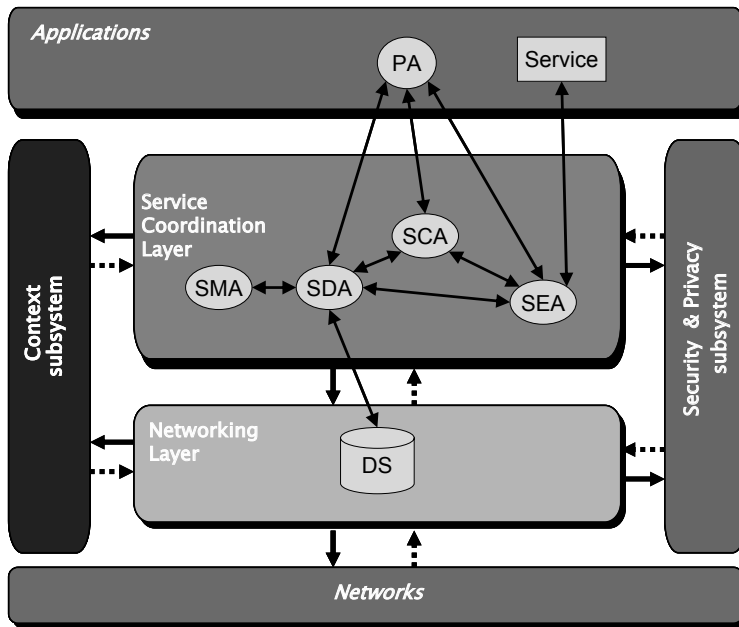 Applications
PA
Service
Service
Coordination
Layer
SCA
SMA
SDA
SEA
Context
subsystem
Security & Privacy
subsystem
Networking
Layer
DS
Networks